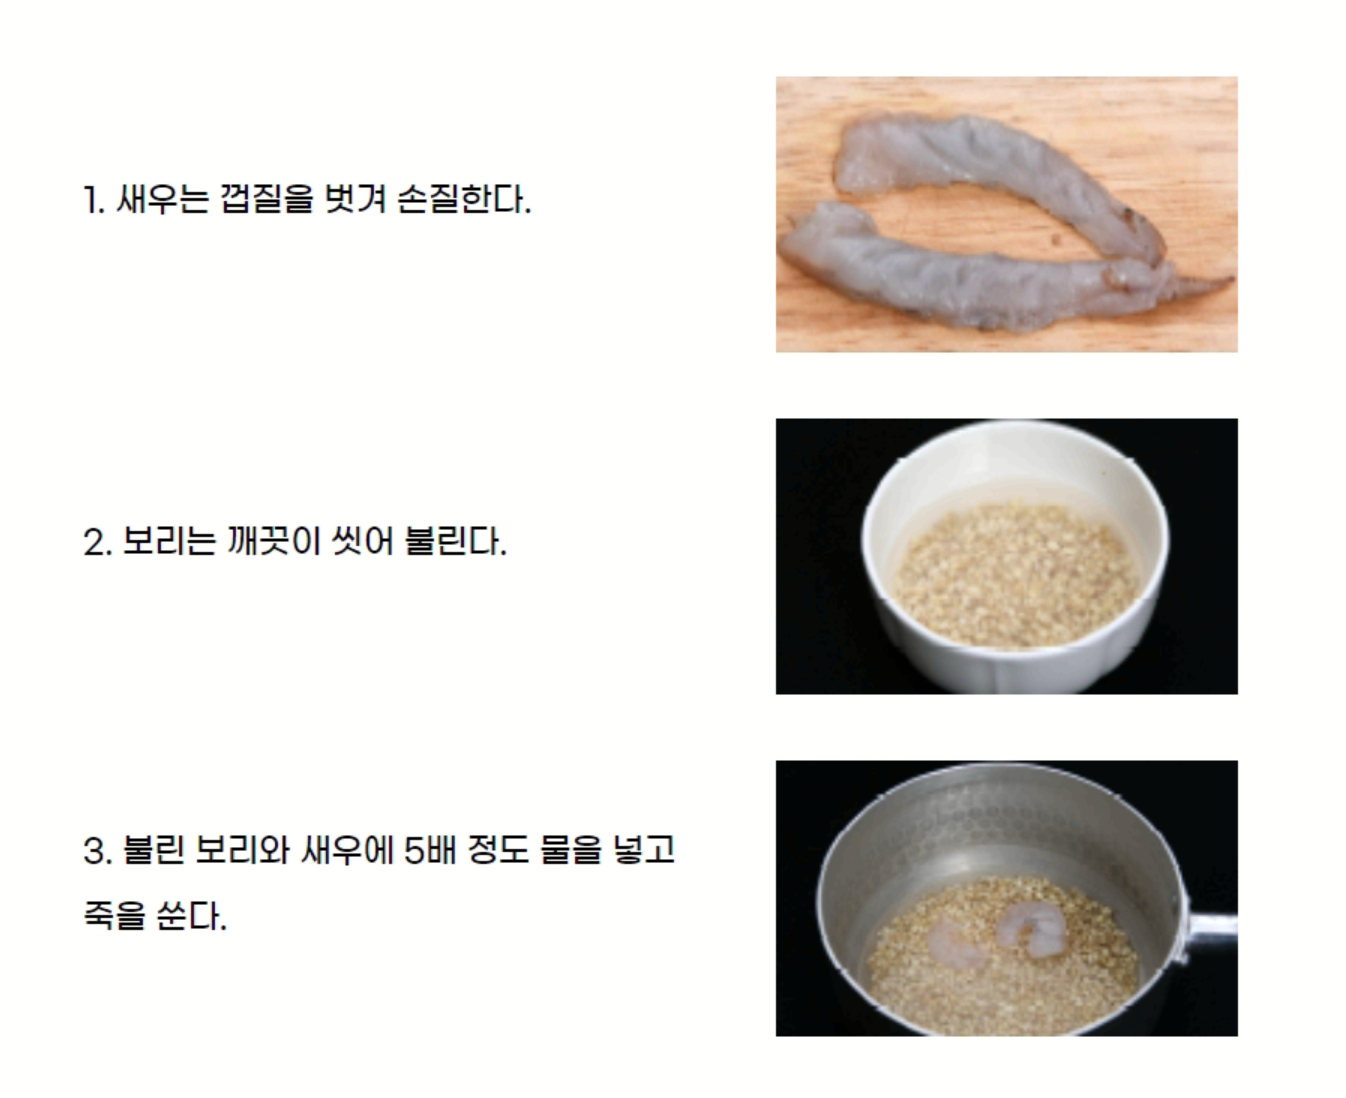 1. 새우는 껍질을 벗겨 손질한다.
2. 보리는 깨끗이 씻어 불린다.
3. 불린 보리와 새우에 5배 정도 물을 넣고
죽을 쑨다.